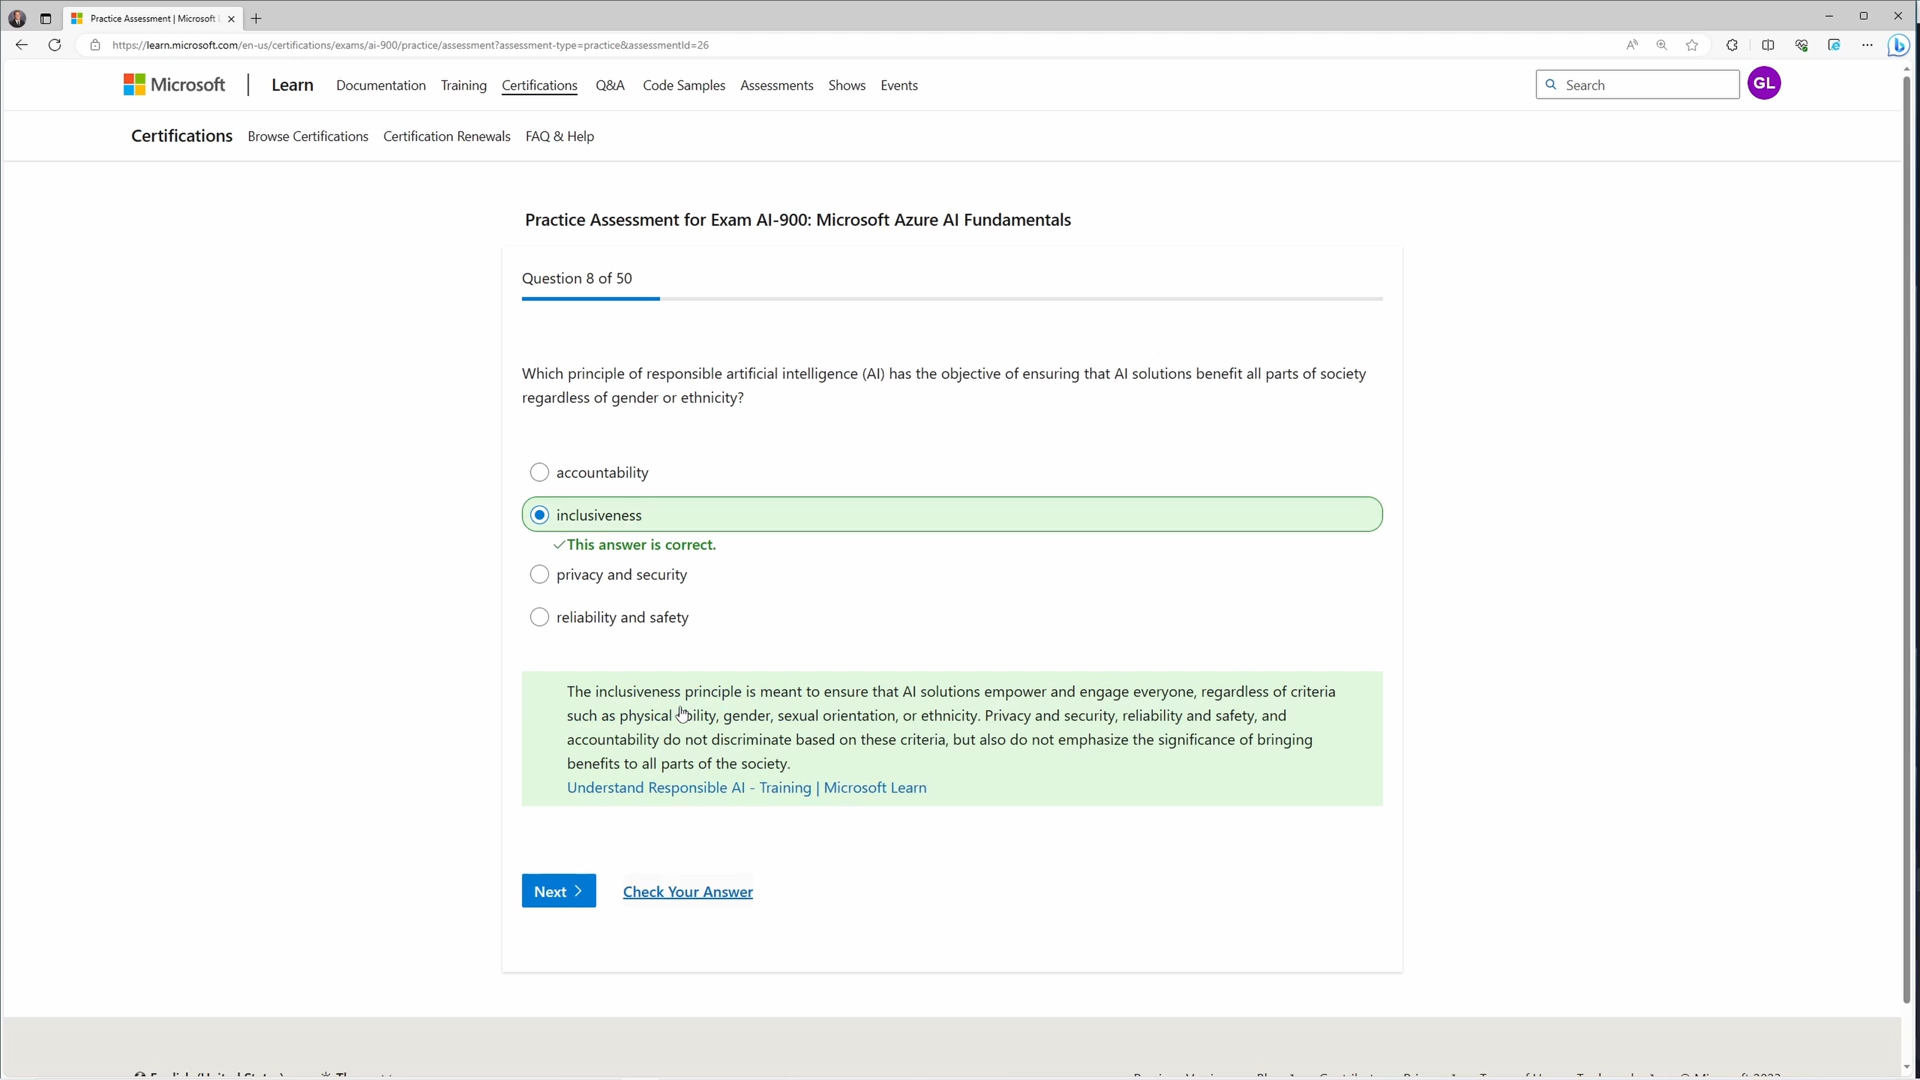 Practice Assessment | Microsoft
https://learn.microsoft.com/en-us/certifications/exams/ai-900/practice/assessment?assessment-type=practice&assessmentId=26
Microsoft
Learn Documentation Training Certifications Q&A Code Samples Assessments Shows Events
Search
GL
Certifications Browse Certifications Certification Renewals FAQ & Help
Practice Assessment for Exam AI-900: Microsoft Azure AI Fundamentals
Question 8 of 50
Which principle of responsible artificial intelligence (AI) has the objective of ensuring that AI solutions benefit all parts of society
regardless of gender or ethnicity?
accountability
inclusiveness
This answer is correct.
privacy and security
reliability and safety
The inclusiveness principle is meant to ensure that AI solutions empower and engage everyone, regardless of criteria
such as physical ability, gender, sexual orientation, or ethnicity. Privacy and security, reliability and safety, and
accountability do not discriminate based on these criteria, but also do not emphasize the significance of bringing
benefits to all parts of the society.
Understand Responsible AI - Training | Microsoft Learn
Next
Check Your Answer